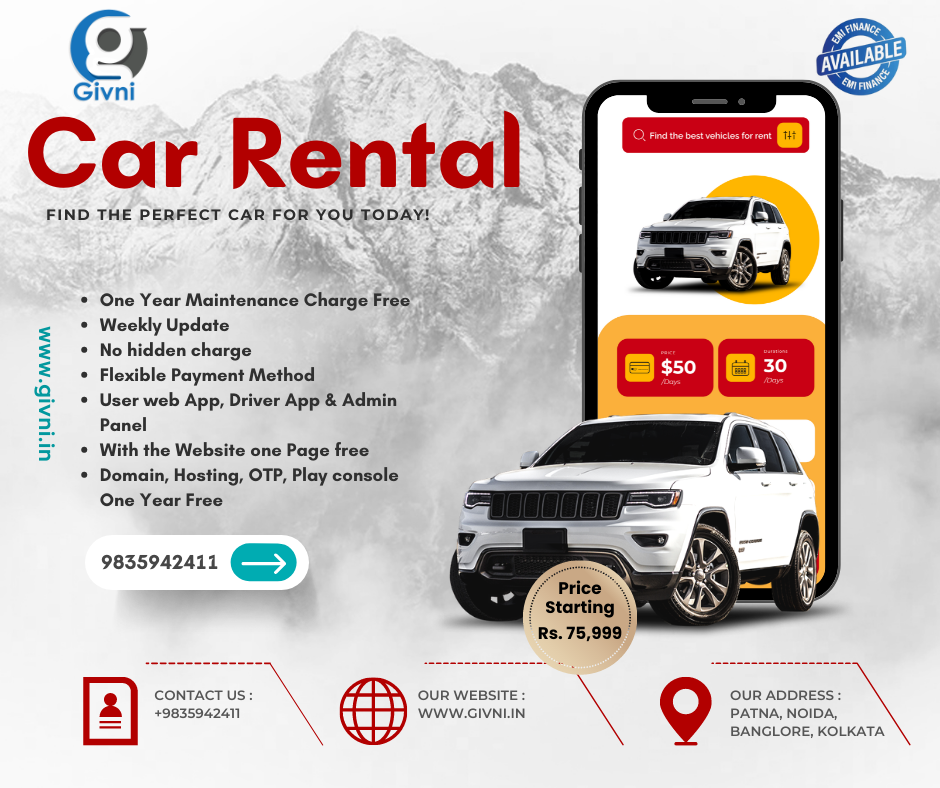 Givni
EMI FINANCE
AVAILABLE
EMI FINANCE
Car Rental
FIND THE PERFECT CAR FOR YOU TODAY!
Find the best vehicles for rent
PRICE
$50
/Days
Durations
30
/Days
• One Year Maintenance Charge Free
• Weekly Update
• No hidden charge
• Flexible Payment Method
• User web App, Driver App & Admin
Panel
• With the Website one Page free
• Domain, Hosting, OTP, Play console
One Year Free
www.givni.in
9835942411
Price
Starting
Rs. 75,999
CONTACT US :
+9835942411
OUR WEBSITE :
WWW.GIVNI.IN
OUR ADDRESS :
PATNA, NOIDA,
BANGLORE, KOLKATA